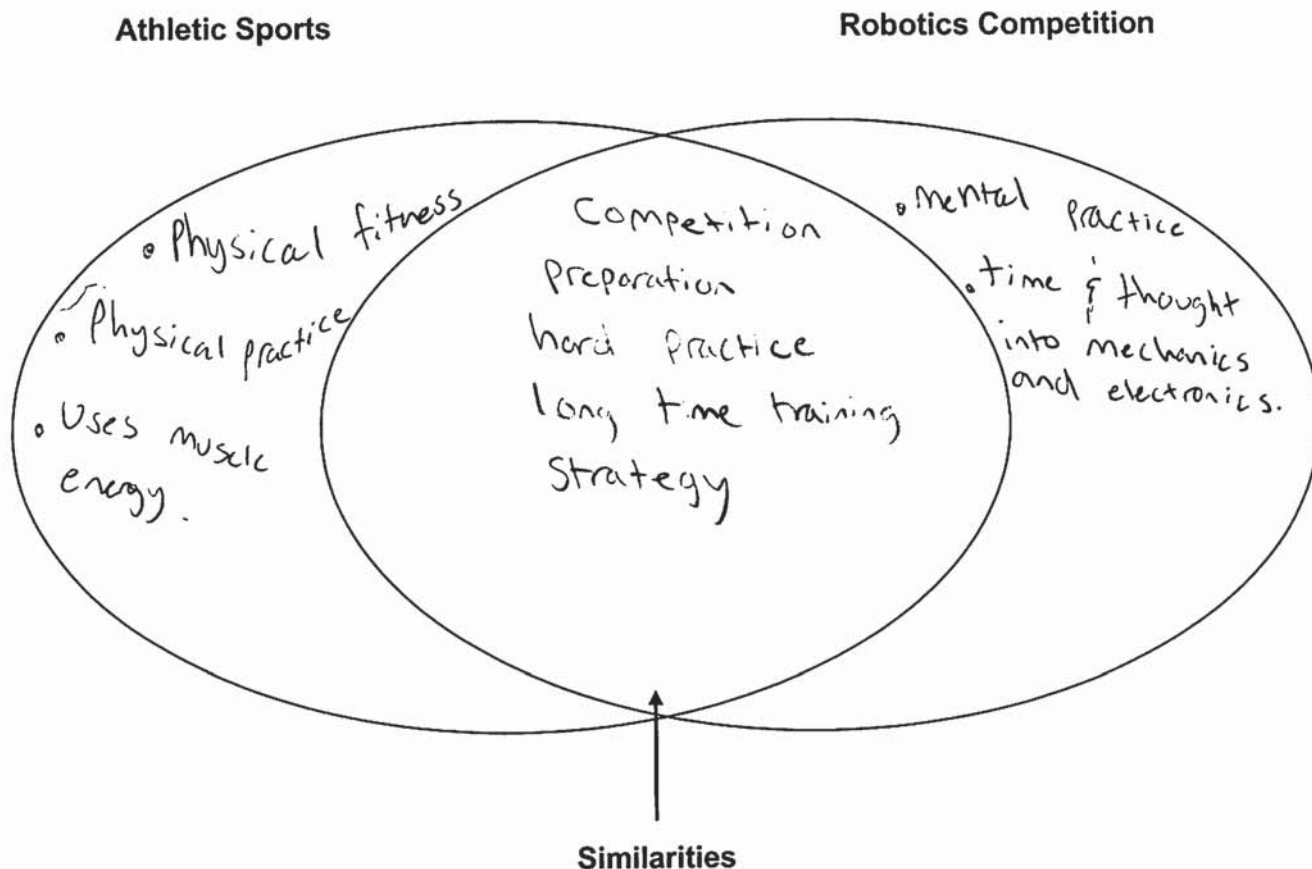 Athletic Sports
Robotics Competition
• Physical fitness
• Physical practice
• Uses muscle
energy.
Competition
preparation
hard practice
long time training
Strategy
• mental practice
• time & thought
into mechanics
and electronics.
Similarities